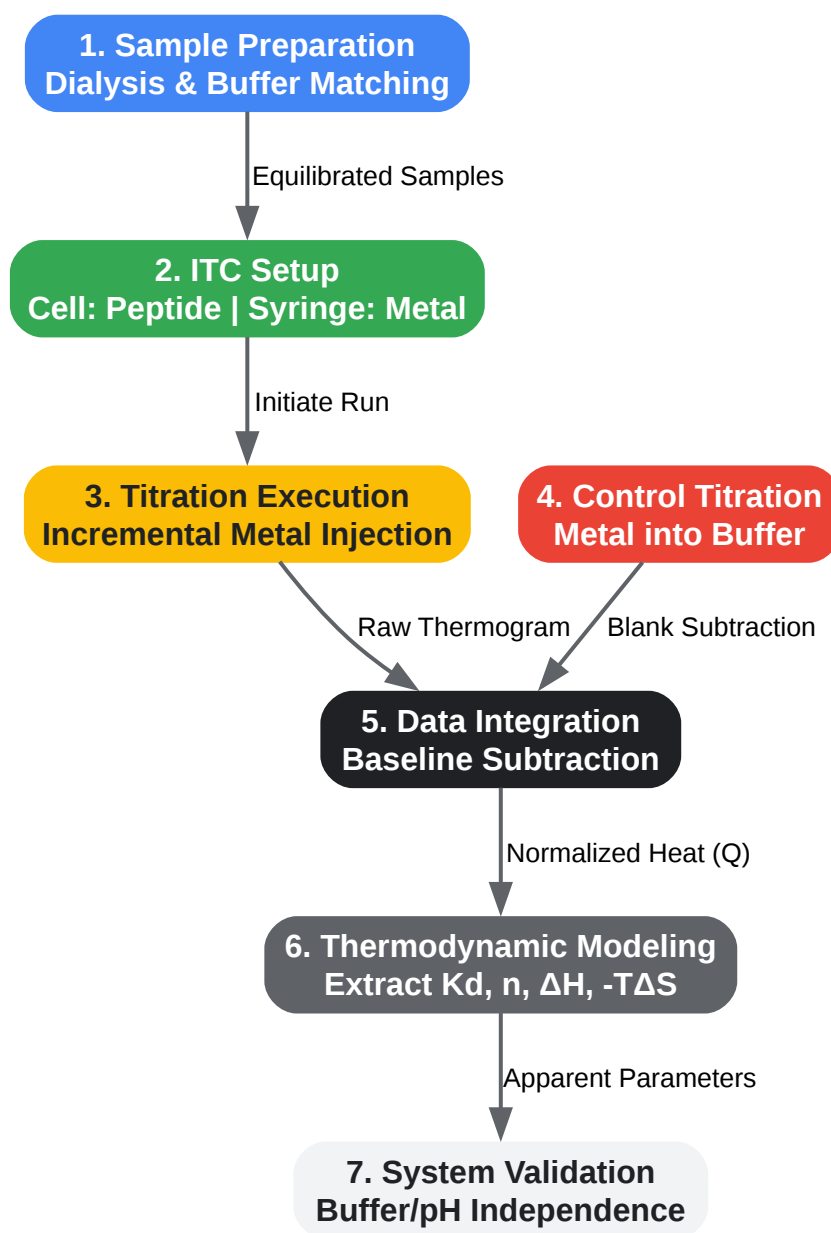 1. Sample Preparation
Dialysis & Buffer Matching
Equilibrated Samples
2. ITC Setup
Cell: Peptide | Syringe: Metal
Initiate Run
3. Titration Execution
Incremental Metal Injection
4. Control Titration
Metal into Buffer
Raw Thermogram
Blank Subtraction
5. Data Integration
Baseline Subtraction
Normalized Heat (Q)
6. Thermodynamic Modeling
Extract Kd, n, ΔH, -TΔS
Apparent Parameters
7. System Validation
Buffer/pH Independence